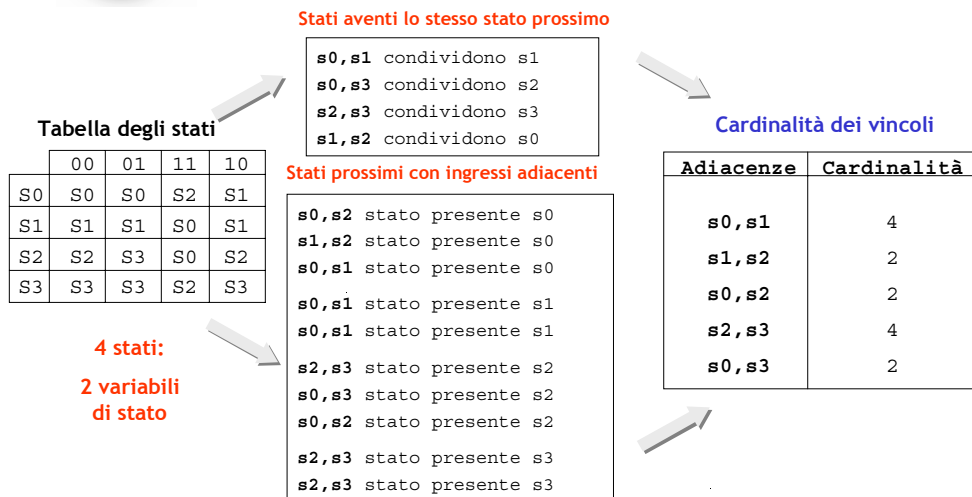 Stati aventi lo stesso stato prossimo
s0,s1 condividono s1
s0,s3 condividono s2
s2,s3 condividono s3
s1,s2 condividono s0
Tabella degli stati
00 01 11 10
S0 S0 S0 S2 S1
S1 S1 S1 S0 S1
S2 S2 S3 S0 S2
S3 S3 S3 S2 S3
4 stati:
2 variabili
di stato
Stati prossimi con ingressi adiacenti
s0,s2 stato presente s0
s1,s2 stato presente s0
s0,s1 stato presente s0
s0,s1 stato presente s1
s0,s1 stato presente s1
s2,s3 stato presente s2
s0,s3 stato presente s2
s0,s2 stato presente s2
s2,s3 stato presente s3
s2,s3 stato presente s3
Cardinalità dei vincoli
Adiacenze Cardinalità
s0,s1 4
s1,s2 2
s0,s2 2
s2,s3 4
s0,s3 2